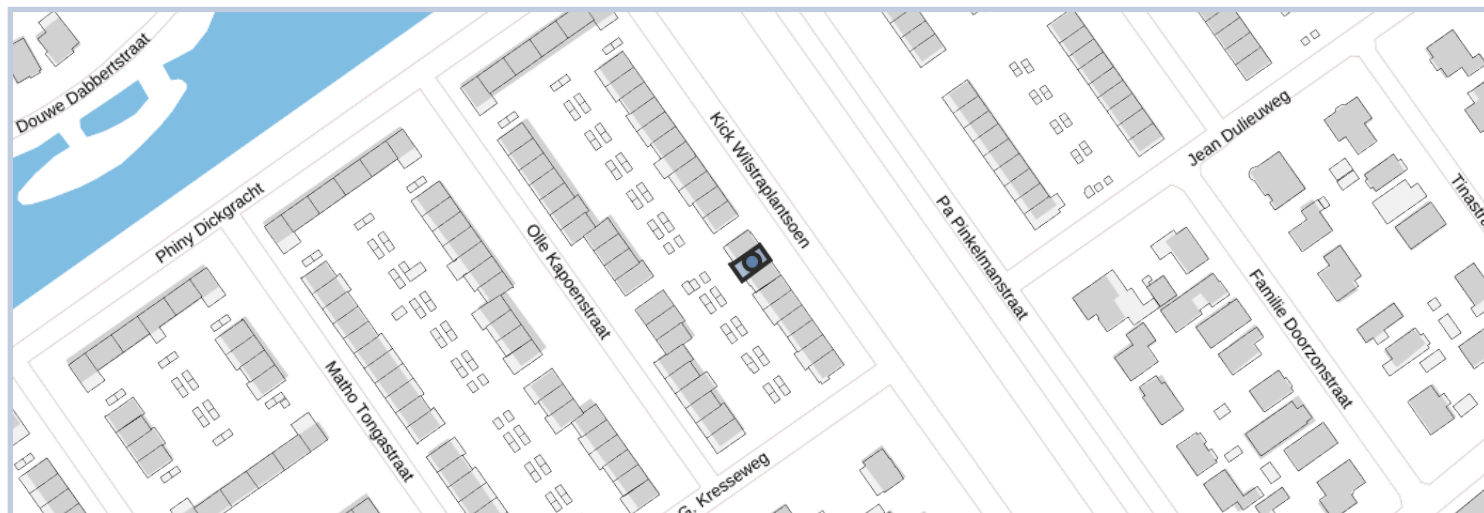 Douwe Dabbertstraat
Phiny Dickgracht
Kick Wilstraplantsoen
Jean Dulieuweg
Olle Kapoenstraat
Pa Pinkelmanstraat
Matho Tongastraat
Familie Doorzonstraat
G. Kresseweg